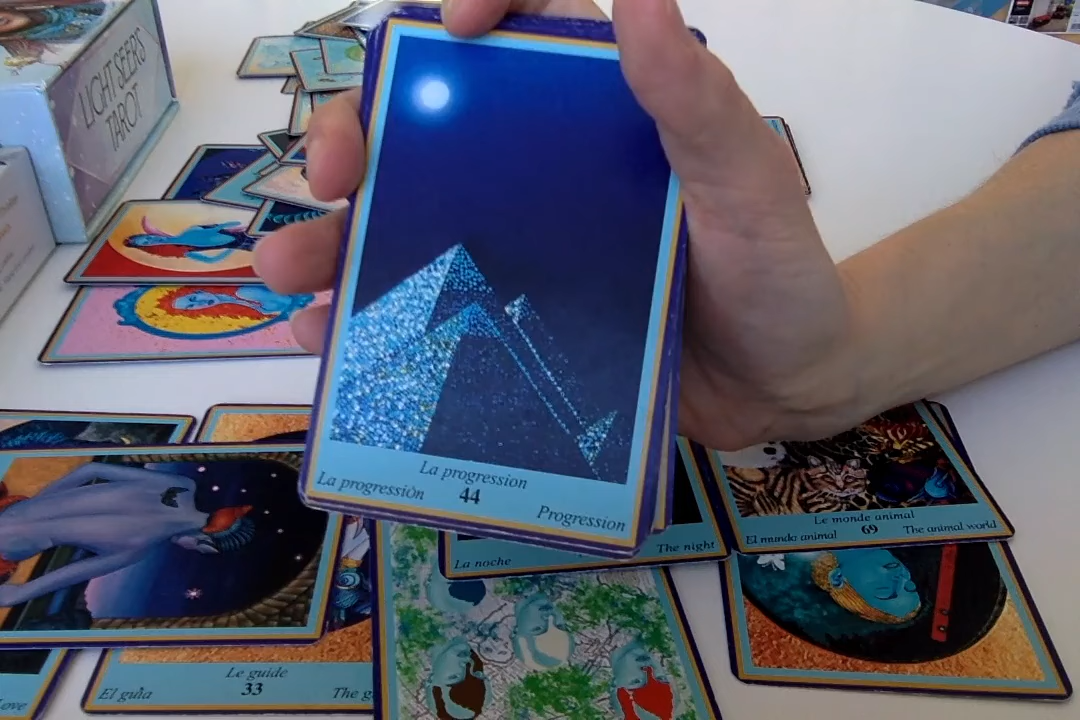 LIGHT SEER'S
TAROT
La progression
La progressiòn 44 Progression
La noche The night
Le monde animal
El mundo animal 69 The animal world
Le guide
El guìa 33 The g